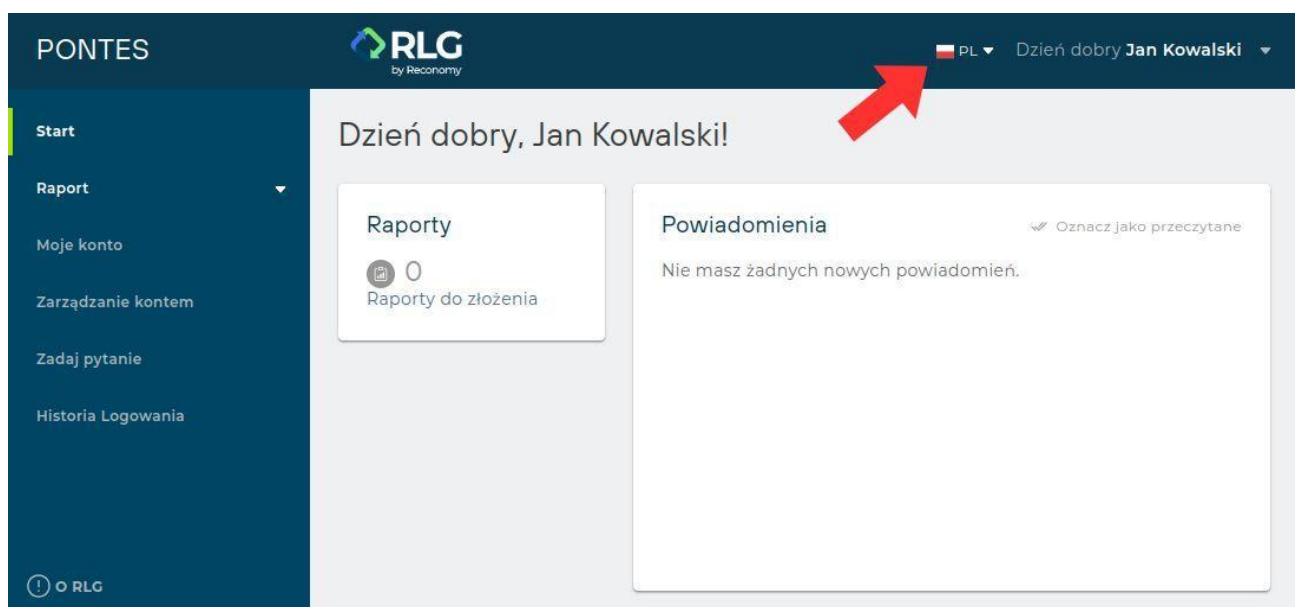 PONTES
RLG
by Reconomy
PL
Dzień dobry Jan Kowalski
Start
Raport
Moje konto
Zarządzanie kontem
Zadaj pytanie
Historia Logowania
O RLG
Dzień dobry, Jan Kowalski!
Raporty
0
Raporty do złożenia
Powiadomienia
Oznacz jako przeczytane
Nie masz żadnych nowych powiadomień.